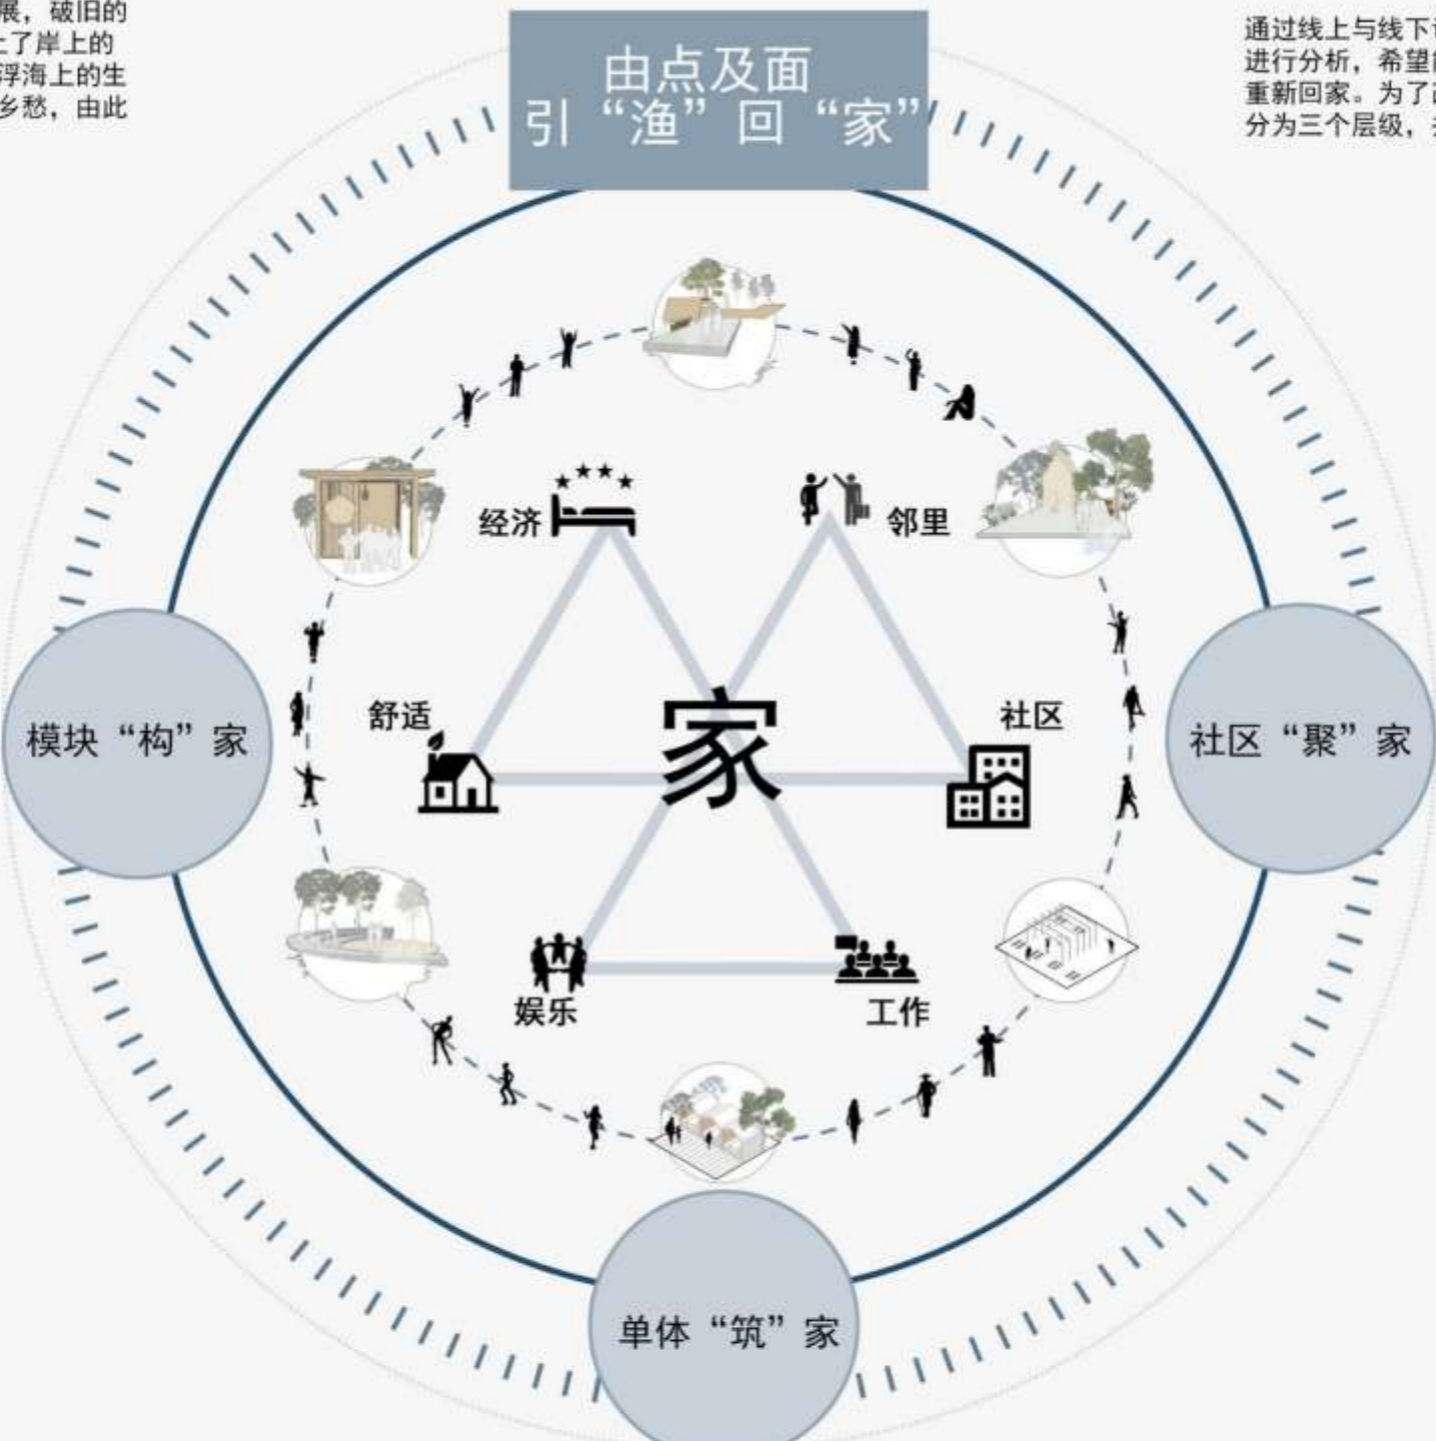 展，破旧的
上了岸上的
浮海上的生
乡愁，由此
由点及面
引 “渔” 回 “家”
通过线上与线下
进行分析，希望
重新回家。为了
分为三个层级，
经济
邻里
舒适
家
社区
模块 “构” 家
社区 “聚” 家
娱乐
工作
单体 “筑” 家